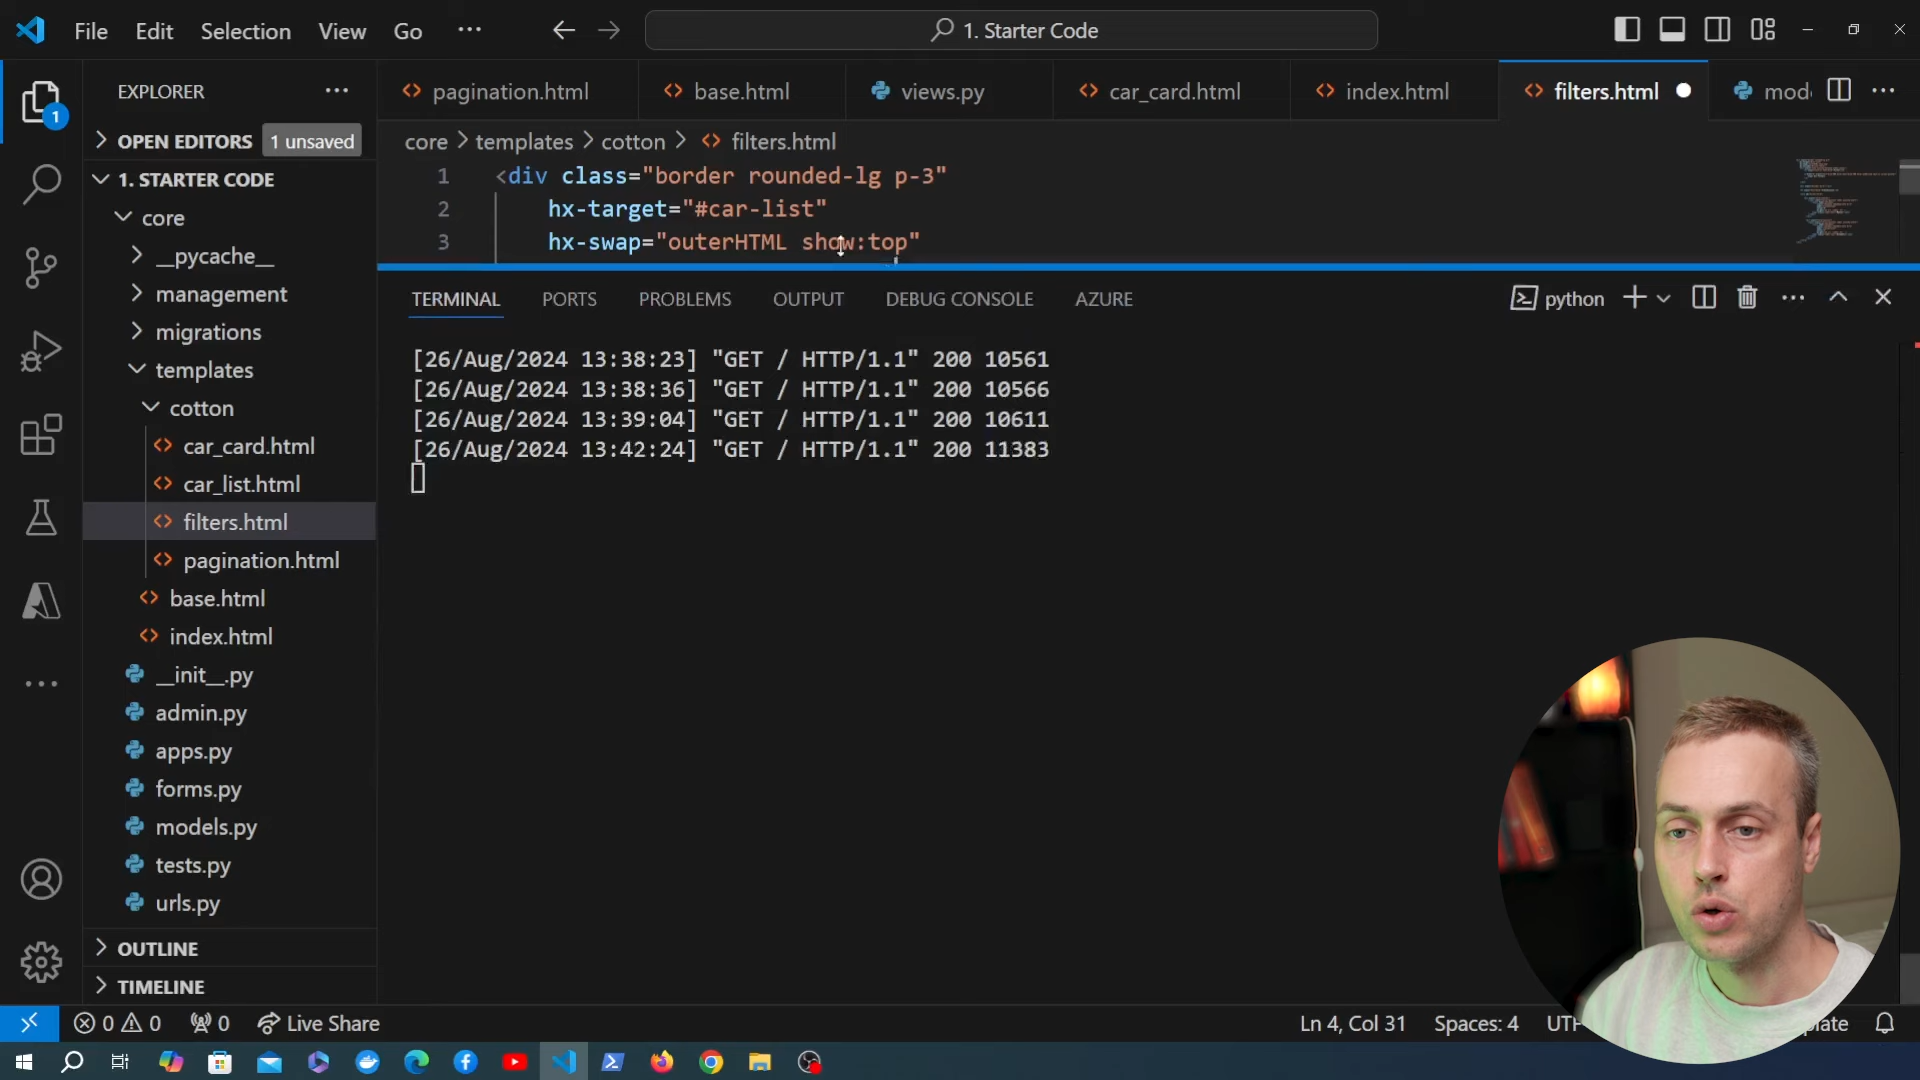 File Edit Selection View Go ··· 1. Starter Code
EXPLORER ···
pagination.html base.html views.py car_card.html index.html filters.html mod ···
OPEN EDITORS 1 unsaved
core > templates > cotton > filters.html
1. STARTER CODE
core
__pycache__
management
migrations
templates
cotton
car_card.html
car_list.html
filters.html
pagination.html
base.html
index.html
__init__.py
admin.py
apps.py
forms.py
models.py
tests.py
urls.py
OUTLINE
TIMELINE
1 <div class="border rounded-lg p-3"
2 hx-target="#car-list"
3 hx-swap="outerHTML show:top"
TERMINAL PORTS PROBLEMS OUTPUT DEBUG CONSOLE AZURE python
[26/Aug/2024 13:38:23] "GET / HTTP/1.1" 200 10561
[26/Aug/2024 13:38:36] "GET / HTTP/1.1" 200 10566
[26/Aug/2024 13:39:04] "GET / HTTP/1.1" 200 10611
[26/Aug/2024 13:42:24] "GET / HTTP/1.1" 200 11383
0 0 0 Live Share Ln 4, Col 31 Spaces: 4 UTF late